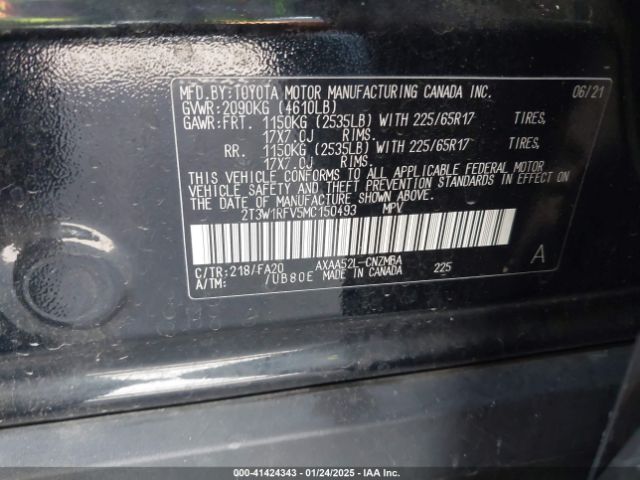 MFD.BY:TOYOTA MOTOR MANUFACTURING CANADA INC. 06/21
GVWR:2090KG (4610LB)
GAWR:FRT. 1150KG (2535LB) WITH 225/65R17 TIRES,
17X7.0J RIMS.
RR. 1150KG (2535LB) WITH 225/65R17 TIRES,
17X7.0J RIMS.
THIS VEHICLE CONFORMS TO ALL APPLICABLE FEDERAL MOTOR
VEHICLE SAFETY AND THEFT PREVENTION STANDARDS IN EFFECT ON
THE DATE OF MANUFACTURE SHOWN ABOVE.
2T3W1RFV5MC150493 MPV
A
C/TR:218/FA20 AXAA52L-CNZMBA 225
A/TM: /UB80E MADE IN CANADA
000-41424343 - 01/24/2025 - IAA Inc.